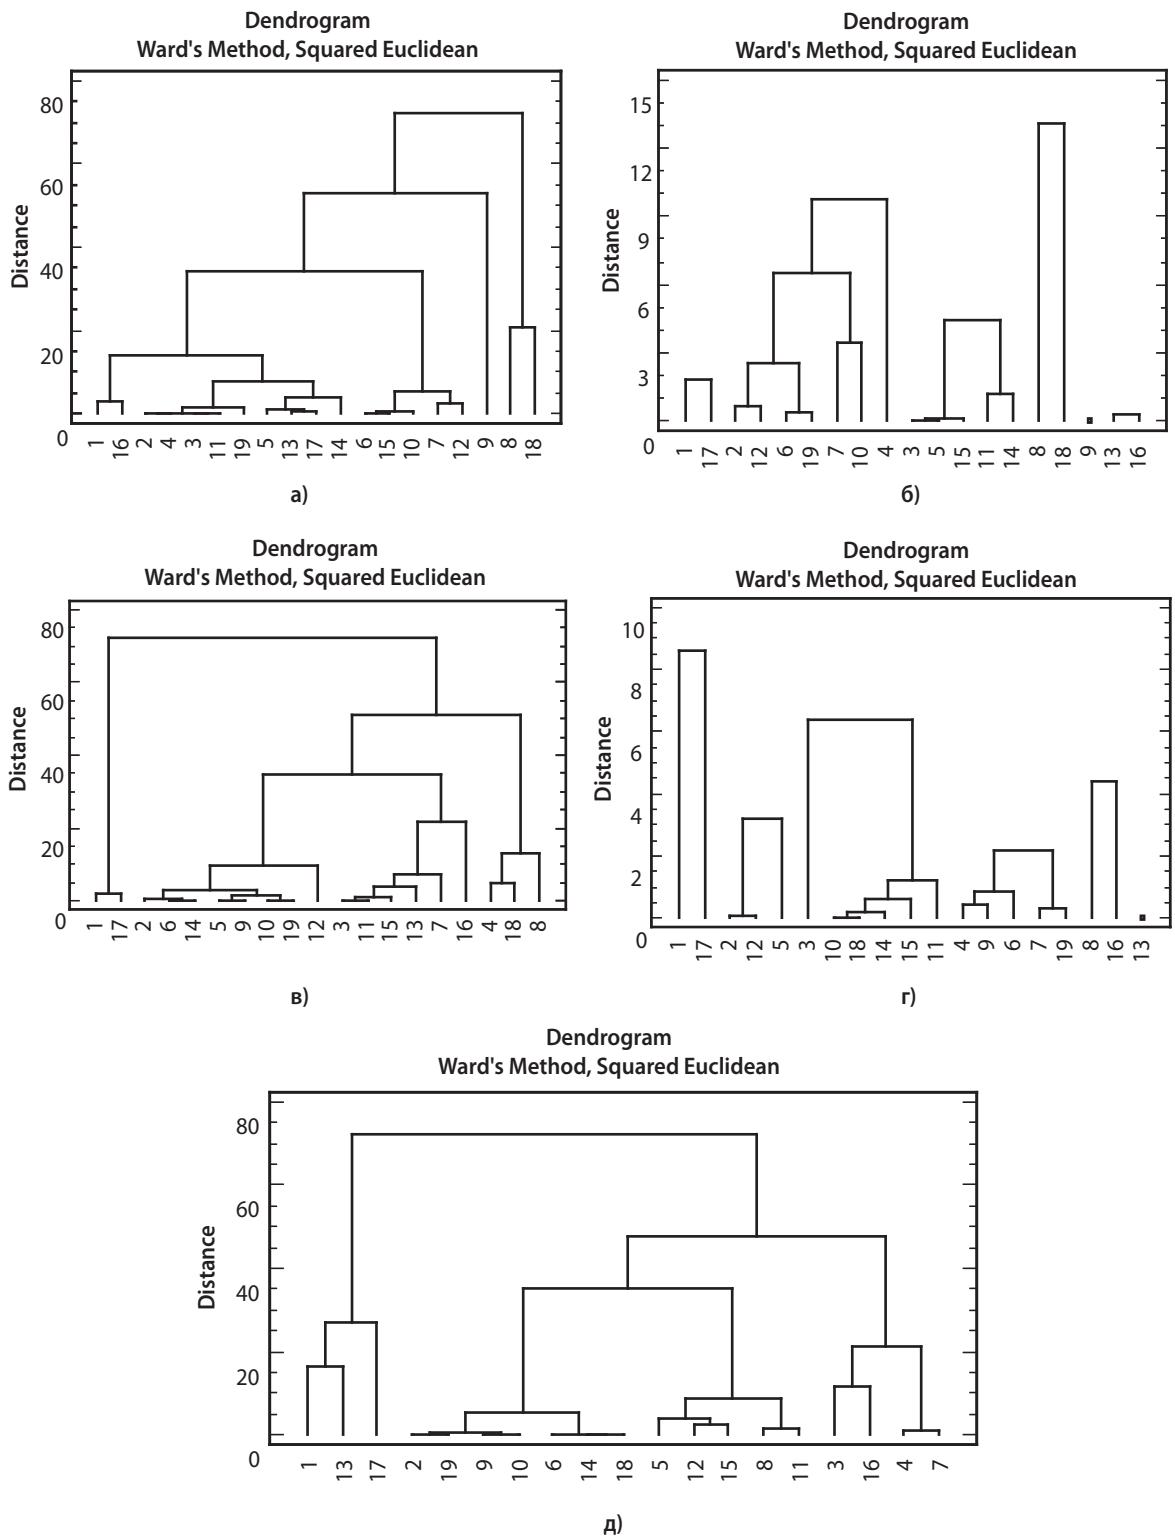 Dendrogram
Ward's Method, Squared Euclidean
Distance
80
60
40
20
0
1 16 2 4 3 11 19 5 13 17 14 6 15 10 7 12 9 8 18
а)
Dendrogram
Ward's Method, Squared Euclidean
Distance
15
12
9
6
3
0
1 17 2 12 6 19 7 10 4 3 5 15 11 14 8 18 9 13 16
б)
Dendrogram
Ward's Method, Squared Euclidean
Distance
80
60
40
20
0
1 17 2 6 14 5 9 10 19 12 3 11 15 13 7 16 4 18 8
в)
Dendrogram
Ward's Method, Squared Euclidean
Distance
10
8
6
4
2
0
1 17 2 12 5 3 10 18 14 15 11 4 9 6 7 19 8 16 13
г)
Dendrogram
Ward's Method, Squared Euclidean
Distance
80
60
40
20
0
1 13 17 2 19 9 10 6 14 18 5 12 15 8 11 3 16 4 7
д)